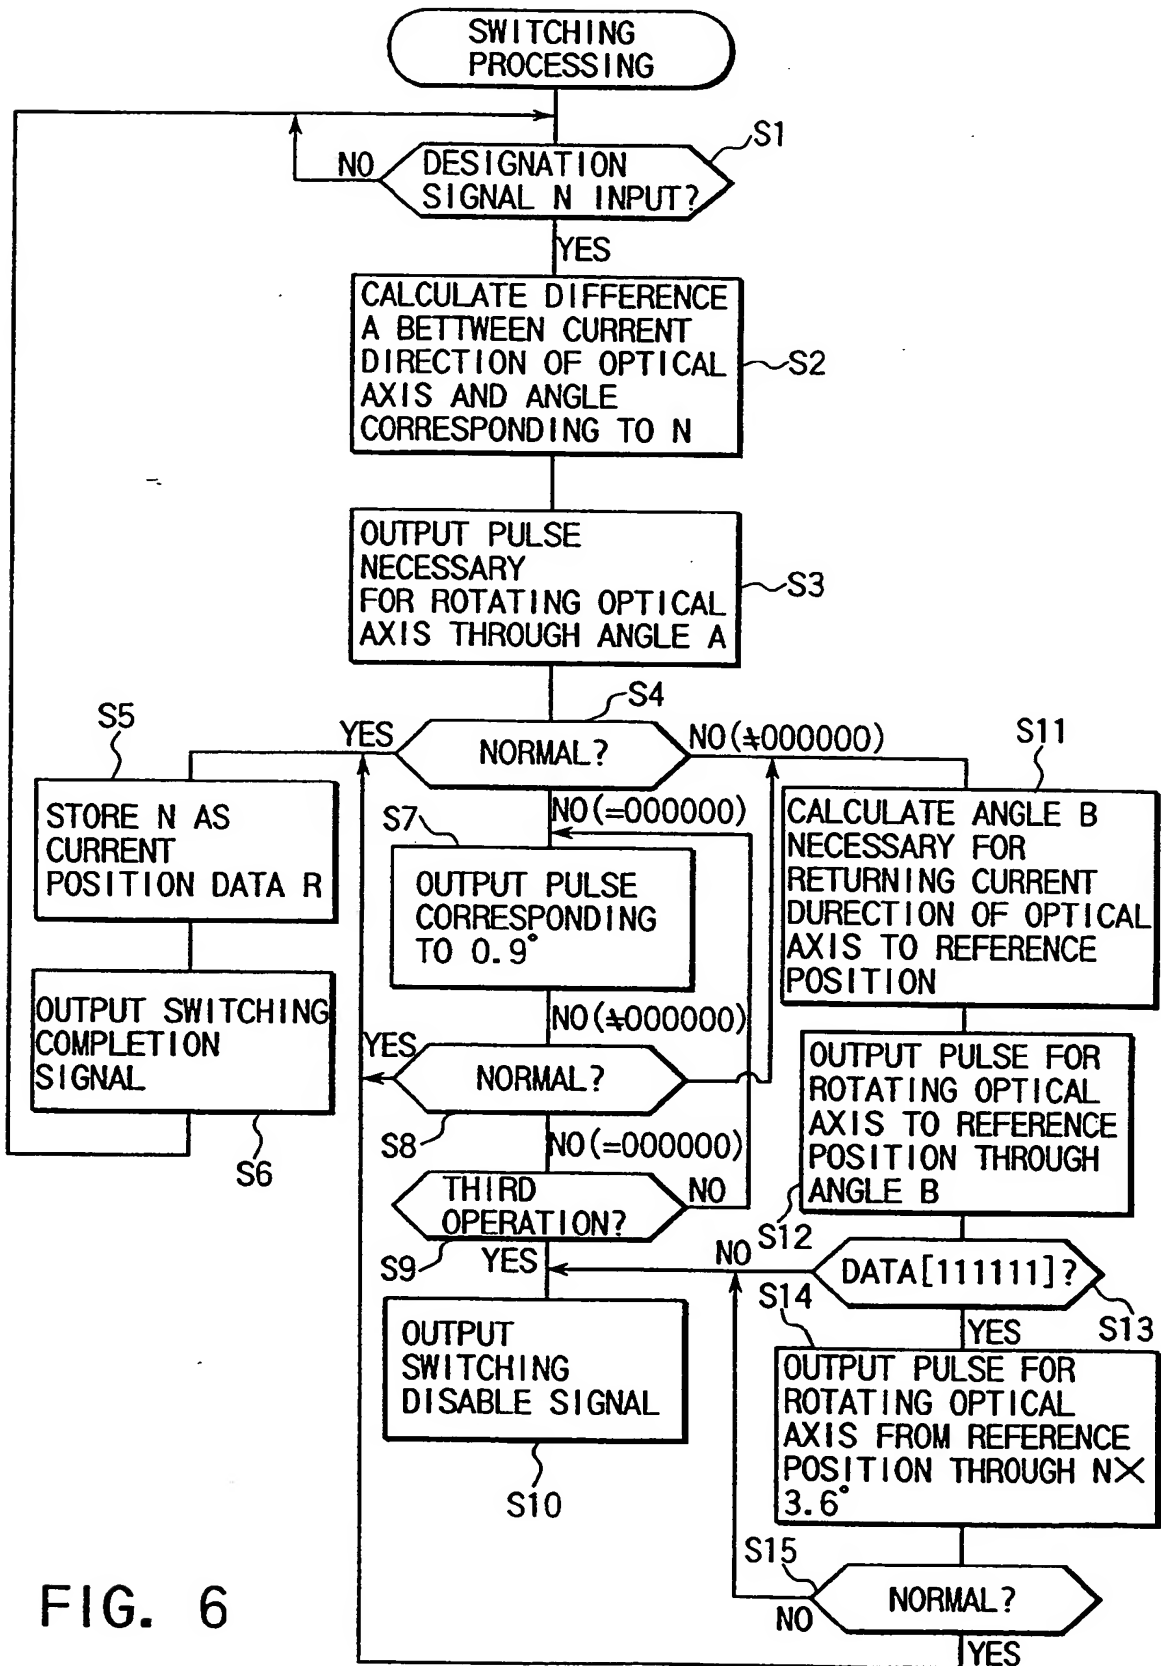 SWITCHING
PROCESSING
S1
NO
DESIGNATION
SIGNAL N INPUT?
YES
CALCULATE DIFFERENCE
A BETTWEEN CURRENT
DIRECTION OF OPTICAL
AXIS AND ANGLE
CORRESPONDING TO N
S2
OUTPUT PULSE
NECESSARY
FOR ROTATING OPTICAL
AXIS THROUGH ANGLE A
S3
S4
YES
NORMAL?
NO(≠000000)
NO(=000000)
S5
STORE N AS
CURRENT
POSITION DATA R
OUTPUT SWITCHING
COMPLETION
SIGNAL
S6
S7
OUTPUT PULSE
CORRESPONDING
TO 0.9°
NO(≠000000)
YES
NORMAL?
S8
NO(=000000)
THIRD
OPERATION?
NO
S9
YES
OUTPUT
SWITCHING
DISABLE SIGNAL
S10
S11
CALCULATE ANGLE B
NECESSARY FOR
RETURNING CURRENT
DURECTION OF OPTICAL
AXIS TO REFERENCE
POSITION
OUTPUT PULSE FOR
ROTATING OPTICAL
AXIS TO REFERENCE
POSITION THROUGH
ANGLE B
S12
NO
DATA[111111]?
S13
YES
S14
OUTPUT PULSE FOR
ROTATING OPTICAL
AXIS FROM REFERENCE
POSITION THROUGH N×
3.6°
S15
NORMAL?
NO
YES
FIG. 6